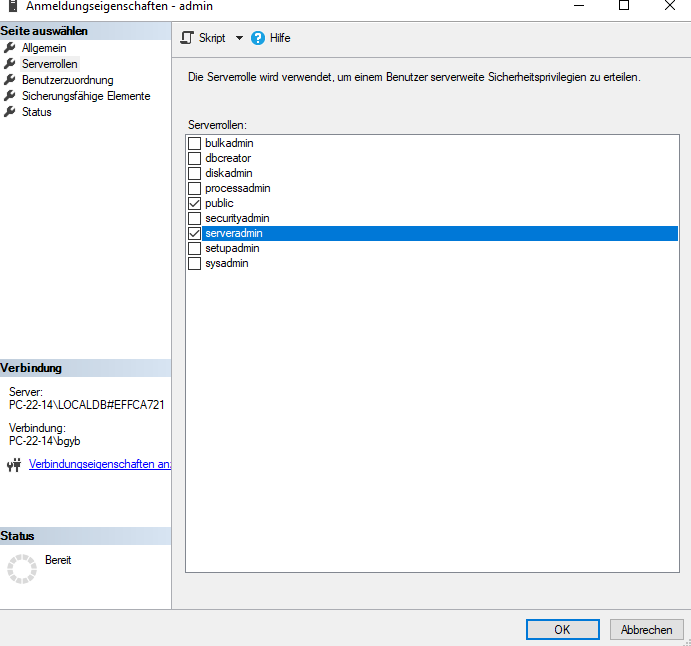 Anmeldungseigenschaften - admin
Seite auswählen
Allgemein
Serverrollen
Benutzerzuordnung
Sicherungsfähige Elemente
Status
Skript
Hilfe
Die Serverrolle wird verwendet, um einem Benutzer serverweite Sicherheitsprivilegien zu erteilen.
Serverrollen:
bulkadmin
dbcreator
diskadmin
processadmin
public
securityadmin
serveradmin
setupadmin
sysadmin
Verbindung
Server:
PC-22-14\LOCALDB#EFFCA721
Verbindung:
PC-22-14\bgyb
Verbindungseigenschaften anz
Status
Bereit
OK
Abbrechen